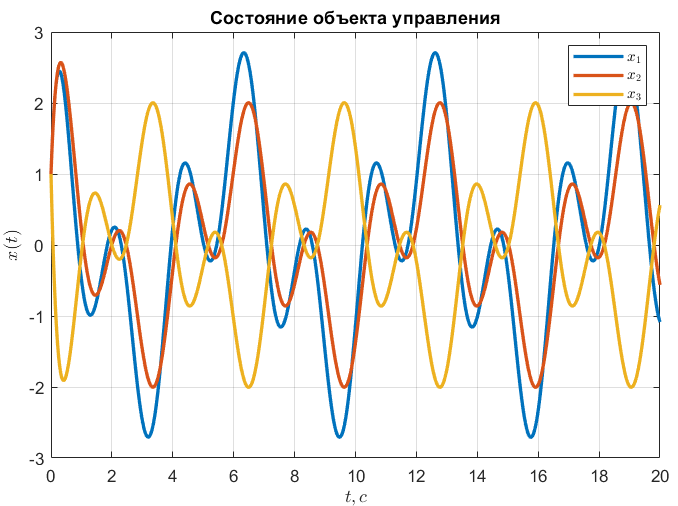 Состояние объекта управления
x₁
x₂
x₃
3
2
1
0
-1
-2
-3
x(t)
0 2 4 6 8 10 12 14 16 18 20
t, c